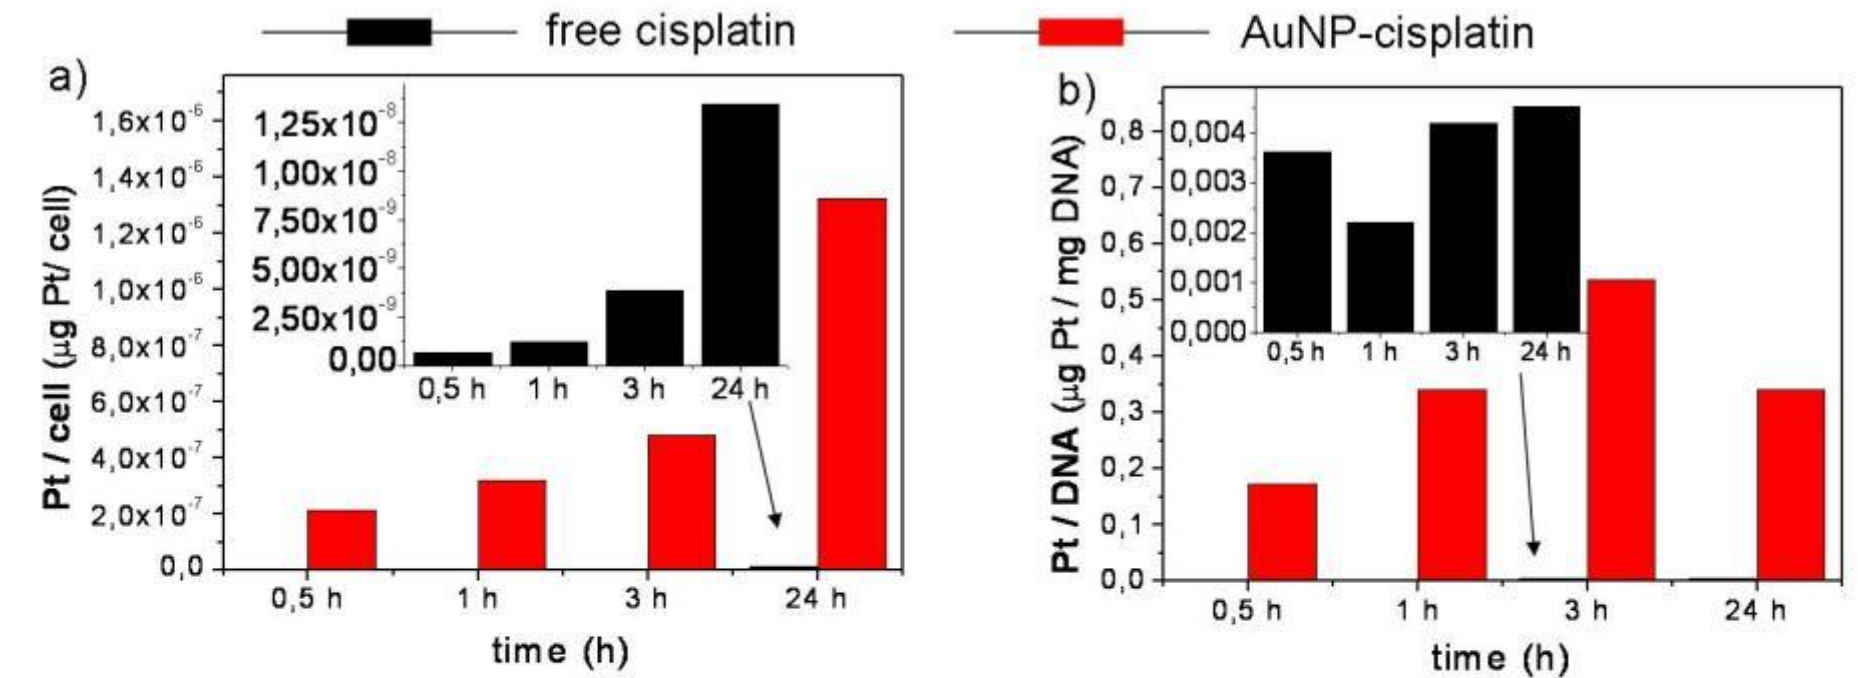 free cisplatin
AuNP-cisplatin
a)
Pt / cell (µg Pt/ cell)
1,6x10⁻⁶
1,4x10⁻⁶
1,2x10⁻⁶
1,0x10⁻⁶
8,0x10⁻⁷
6,0x10⁻⁷
4,0x10⁻⁷
2,0x10⁻⁷
0,0
1,25x10⁻⁸
1,00x10⁻⁸
7,50x10⁻⁹
5,00x10⁻⁹
2,50x10⁻⁹
0,00
0,5 h 1 h 3 h 24 h
0,5 h 1 h 3 h 24 h
time (h)
b)
Pt / DNA (µg Pt / mg DNA)
0,8
0,7
0,6
0,5
0,4
0,3
0,2
0,1
0,0
0,004
0,003
0,002
0,001
0,000
0,5 h 1 h 3 h 24 h
0,5 h 1 h 3 h 24 h
time (h)